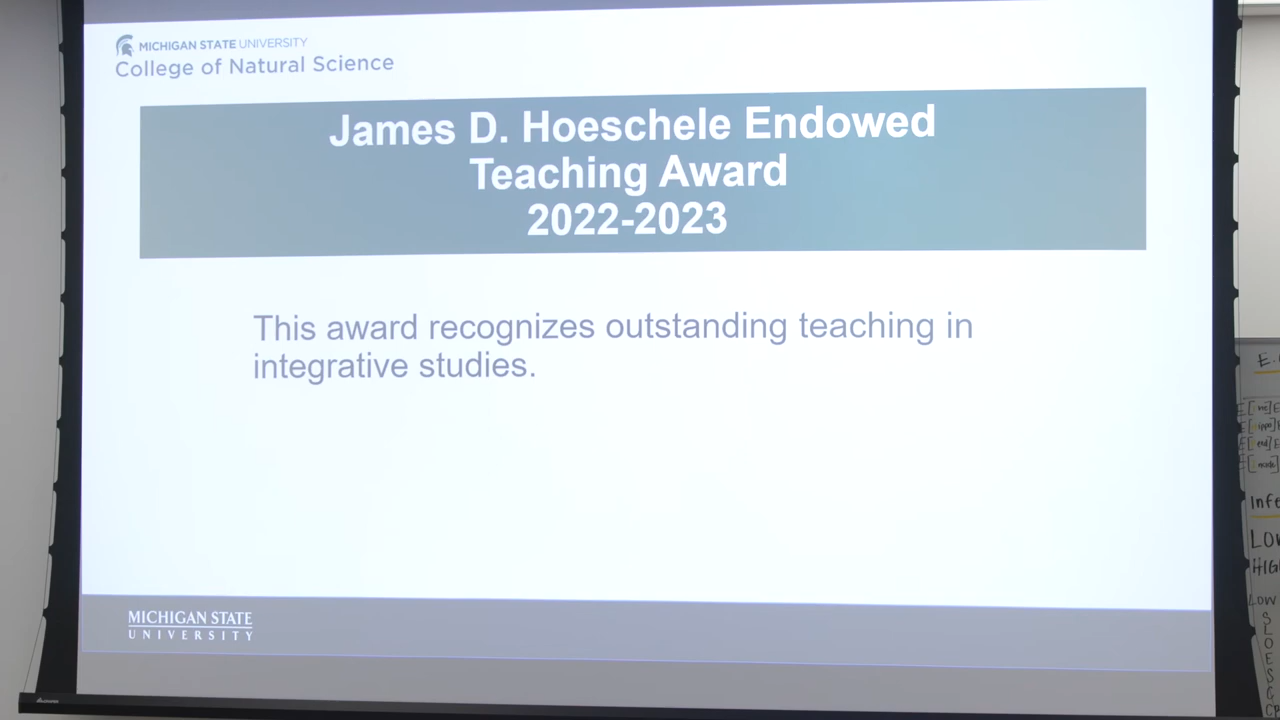 MICHIGAN STATE UNIVERSITY
College of Natural Science
James D. Hoeschele Endowed
Teaching Award
2022-2023
This award recognizes outstanding teaching in
integrative studies.
MICHIGAN STATE
UNIVERSITY
E.
LOW
S
L
O
E
S